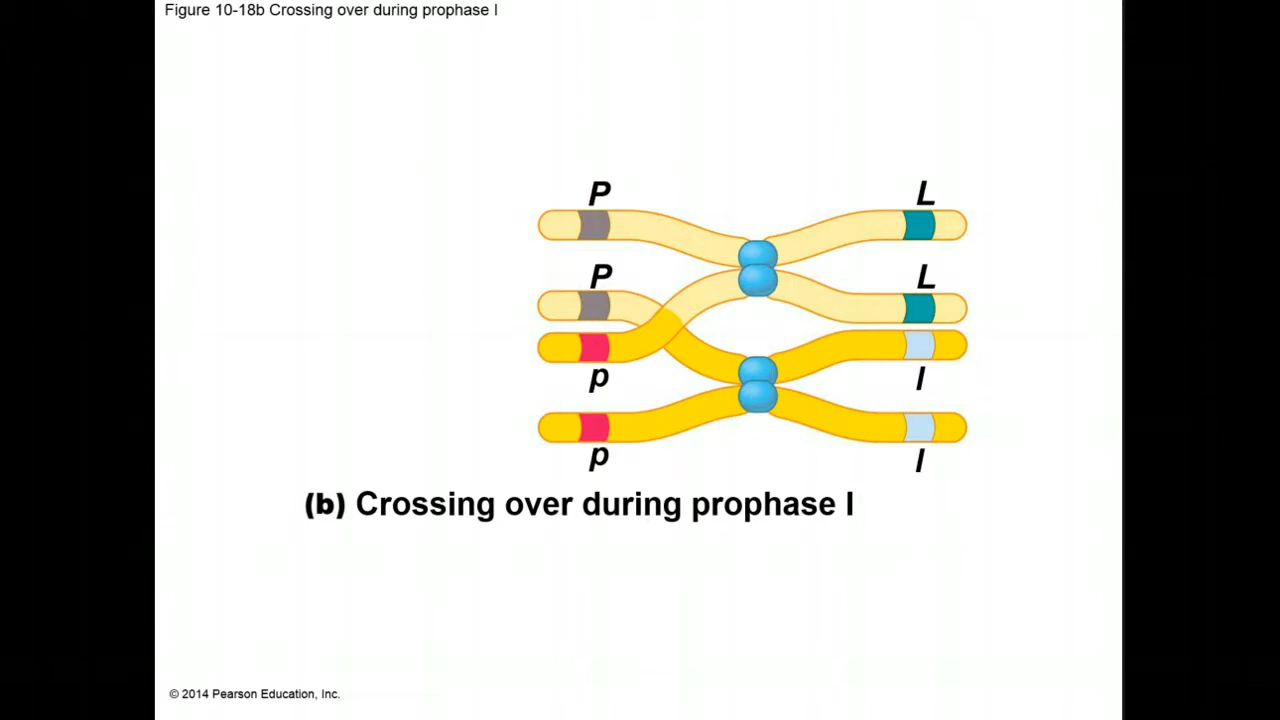 Figure 10-18b Crossing over during prophase I
P
L
P
L
p
l
p
l
(b) Crossing over during prophase I
© 2014 Pearson Education, Inc.